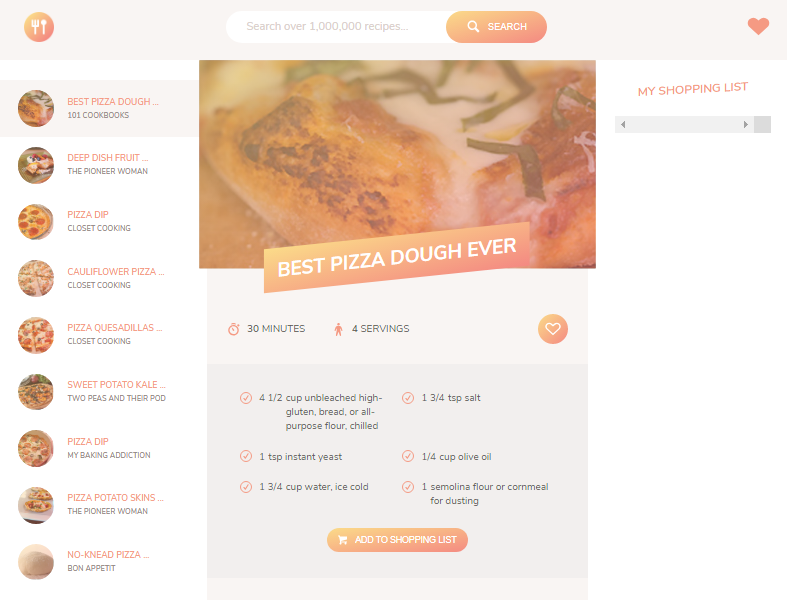 Search over 1,000,000 recipes...
SEARCH
BEST PIZZA DOUGH ...
101 COOKBOOKS
DEEP DISH FRUIT ...
THE PIONEER WOMAN
PIZZA DIP
CLOSET COOKING
CAULIFLOWER PIZZA ...
CLOSET COOKING
PIZZA QUESADILLAS ...
CLOSET COOKING
SWEET POTATO KALE ...
TWO PEAS AND THEIR POD
PIZZA DIP
MY BAKING ADDICTION
PIZZA POTATO SKINS ...
THE PIONEER WOMAN
NO-KNEAD PIZZA ...
BON APPETIT
BEST PIZZA DOUGH EVER
30 MINUTES
4 SERVINGS
4 1/2 cup unbleached high-
gluten, bread, or all-
purpose flour, chilled
1 3/4 tsp salt
1 tsp instant yeast
1/4 cup olive oil
1 3/4 cup water, ice cold
1 semolina flour or cornmeal
for dusting
ADD TO SHOPPING LIST
MY SHOPPING LIST